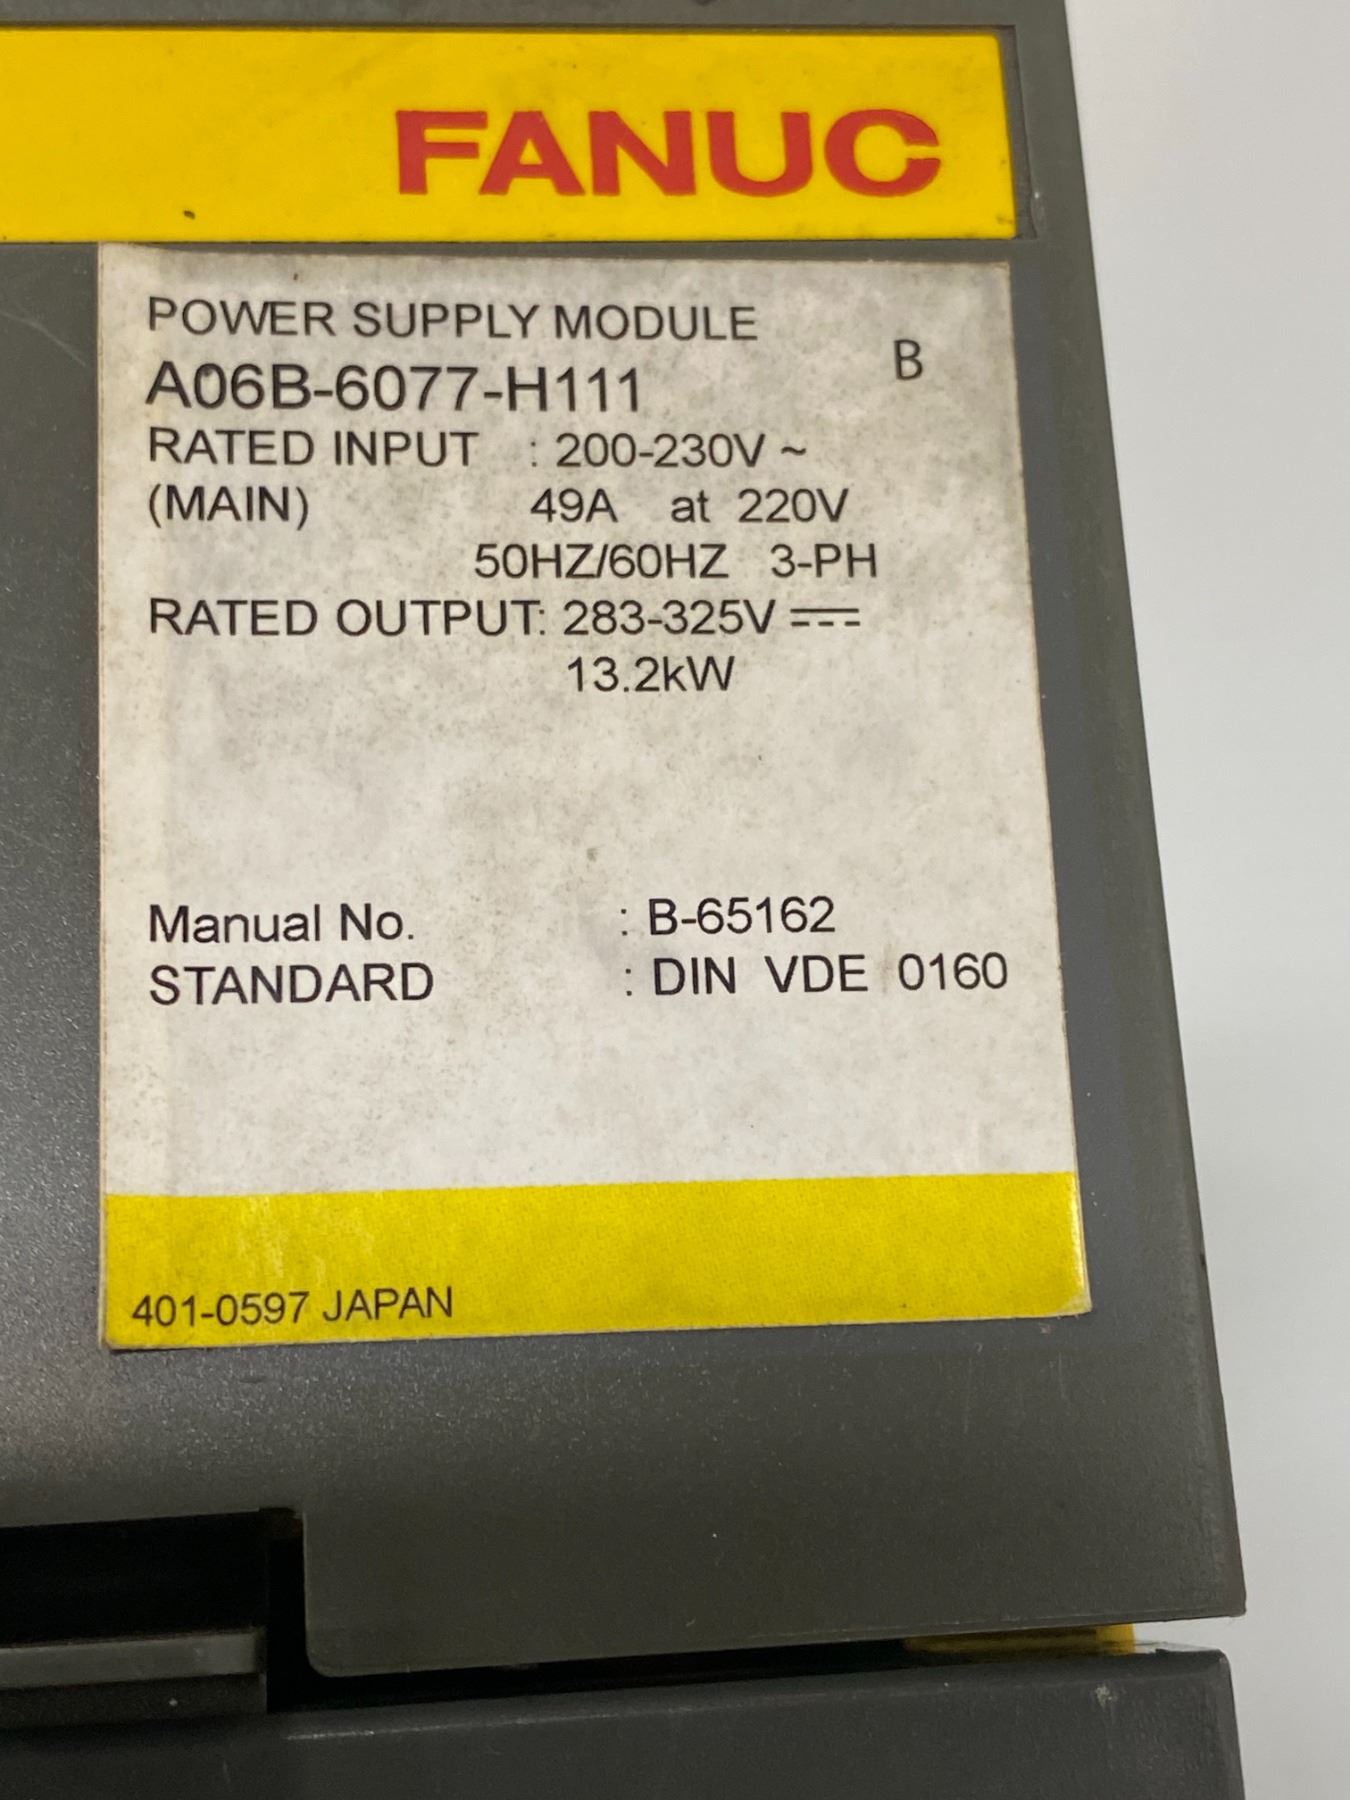 FANUC
POWER SUPPLY MODULE
B
A06B-6077-H111
RATED INPUT : 200-230V ~
(MAIN) 49A at 220V
50HZ/60HZ 3-PH
RATED OUTPUT: 283-325V ⎓
13.2kW
Manual No. : B-65162
STANDARD : DIN VDE 0160
401-0597 JAPAN